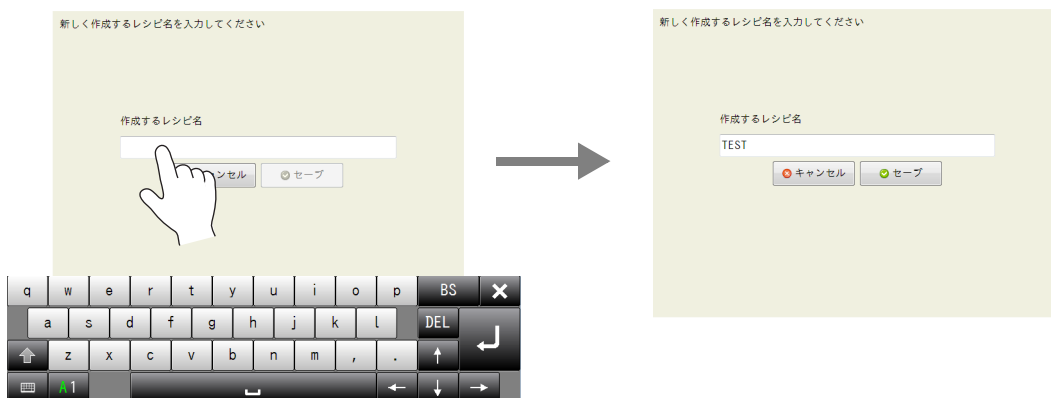 新しく作成するレシピ名を入力してください
作成するレシピ名
ンセル セーブ
q w e r t y u i o p BS
a s d f g h j k l DEL
z x c v b n m , .
A1
新しく作成するレシピ名を入力してください
作成するレシピ名
TEST
キャンセル セーブ